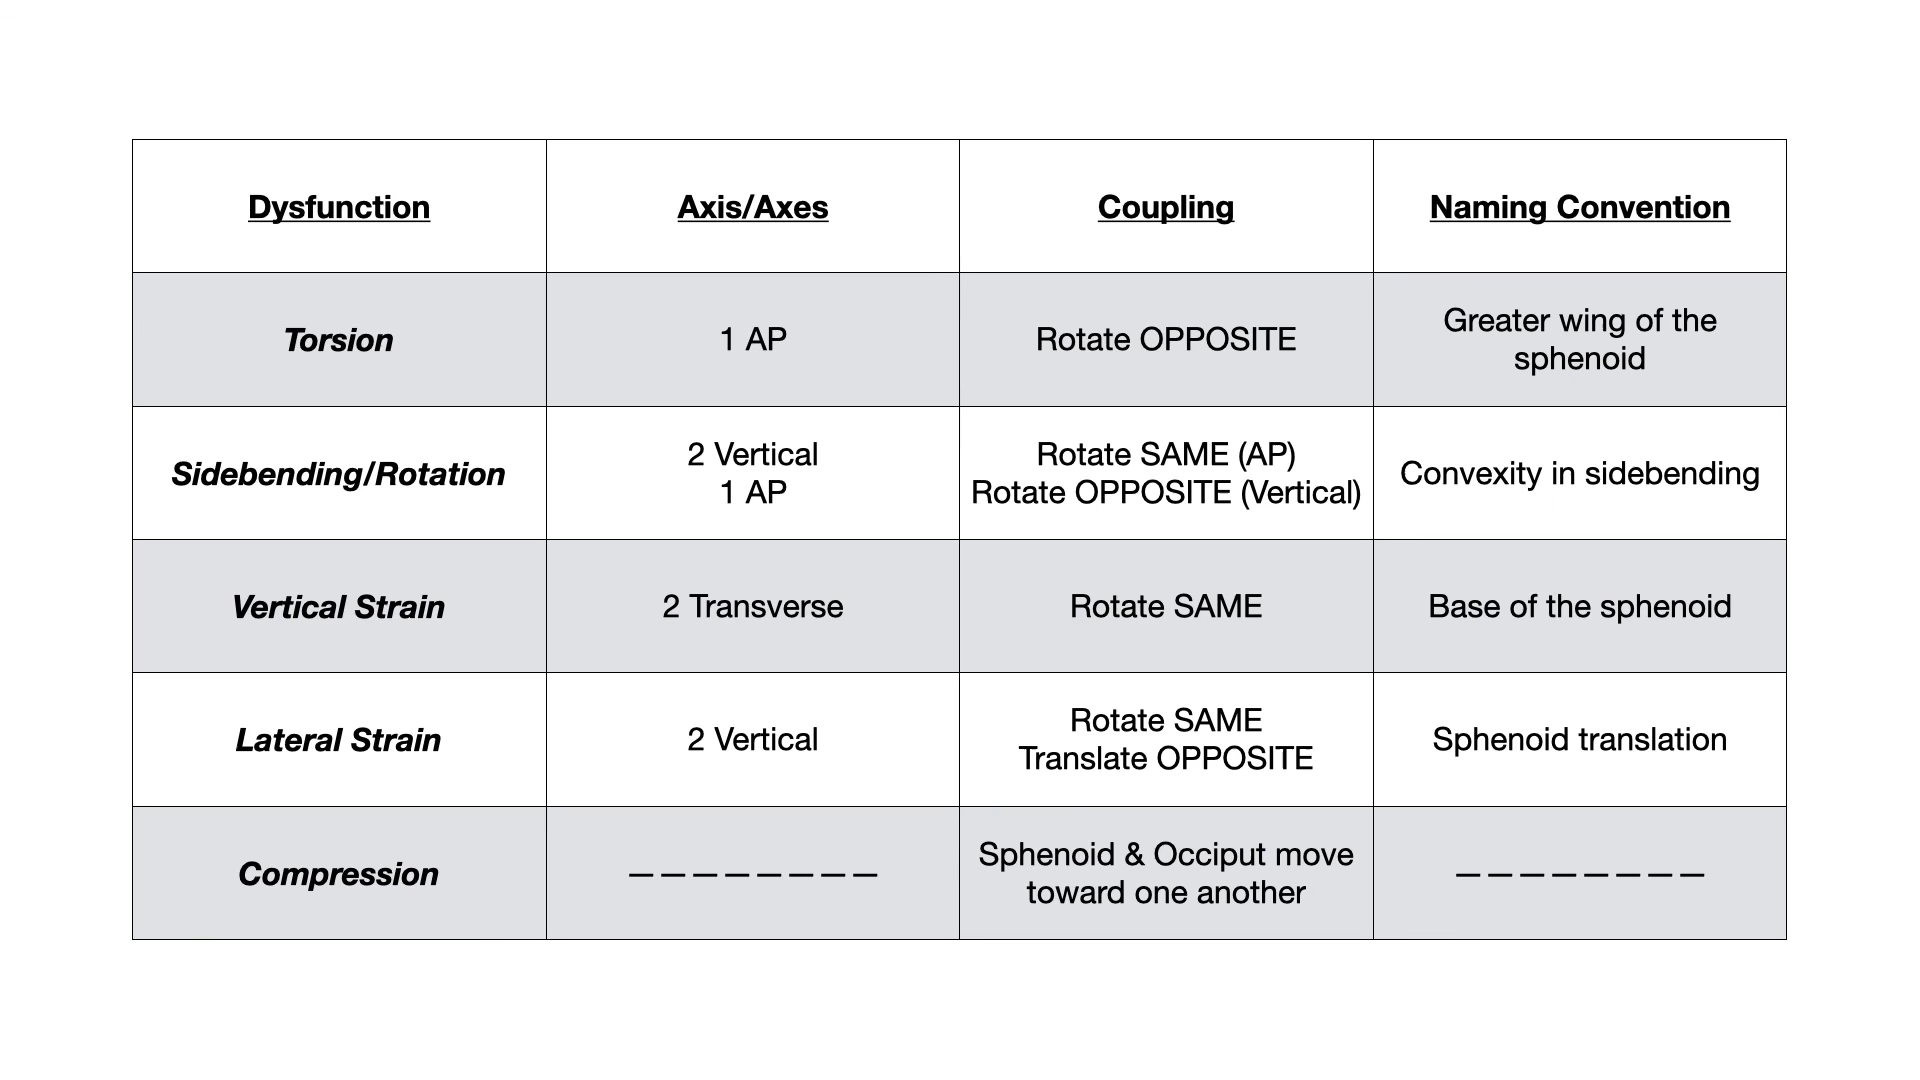 Dysfunction
Axis/Axes
Coupling
Naming Convention
Torsion
1 AP
Rotate OPPOSITE
Greater wing of the
sphenoid
Sidebending/Rotation
2 Vertical
1 AP
Rotate SAME (AP)
Rotate OPPOSITE (Vertical)
Convexity in sidebending
Vertical Strain
2 Transverse
Rotate SAME
Base of the sphenoid
Lateral Strain
2 Vertical
Rotate SAME
Translate OPPOSITE
Sphenoid translation
Compression
— — — — — — — —
Sphenoid & Occiput move
toward one another
— — — — — — — —